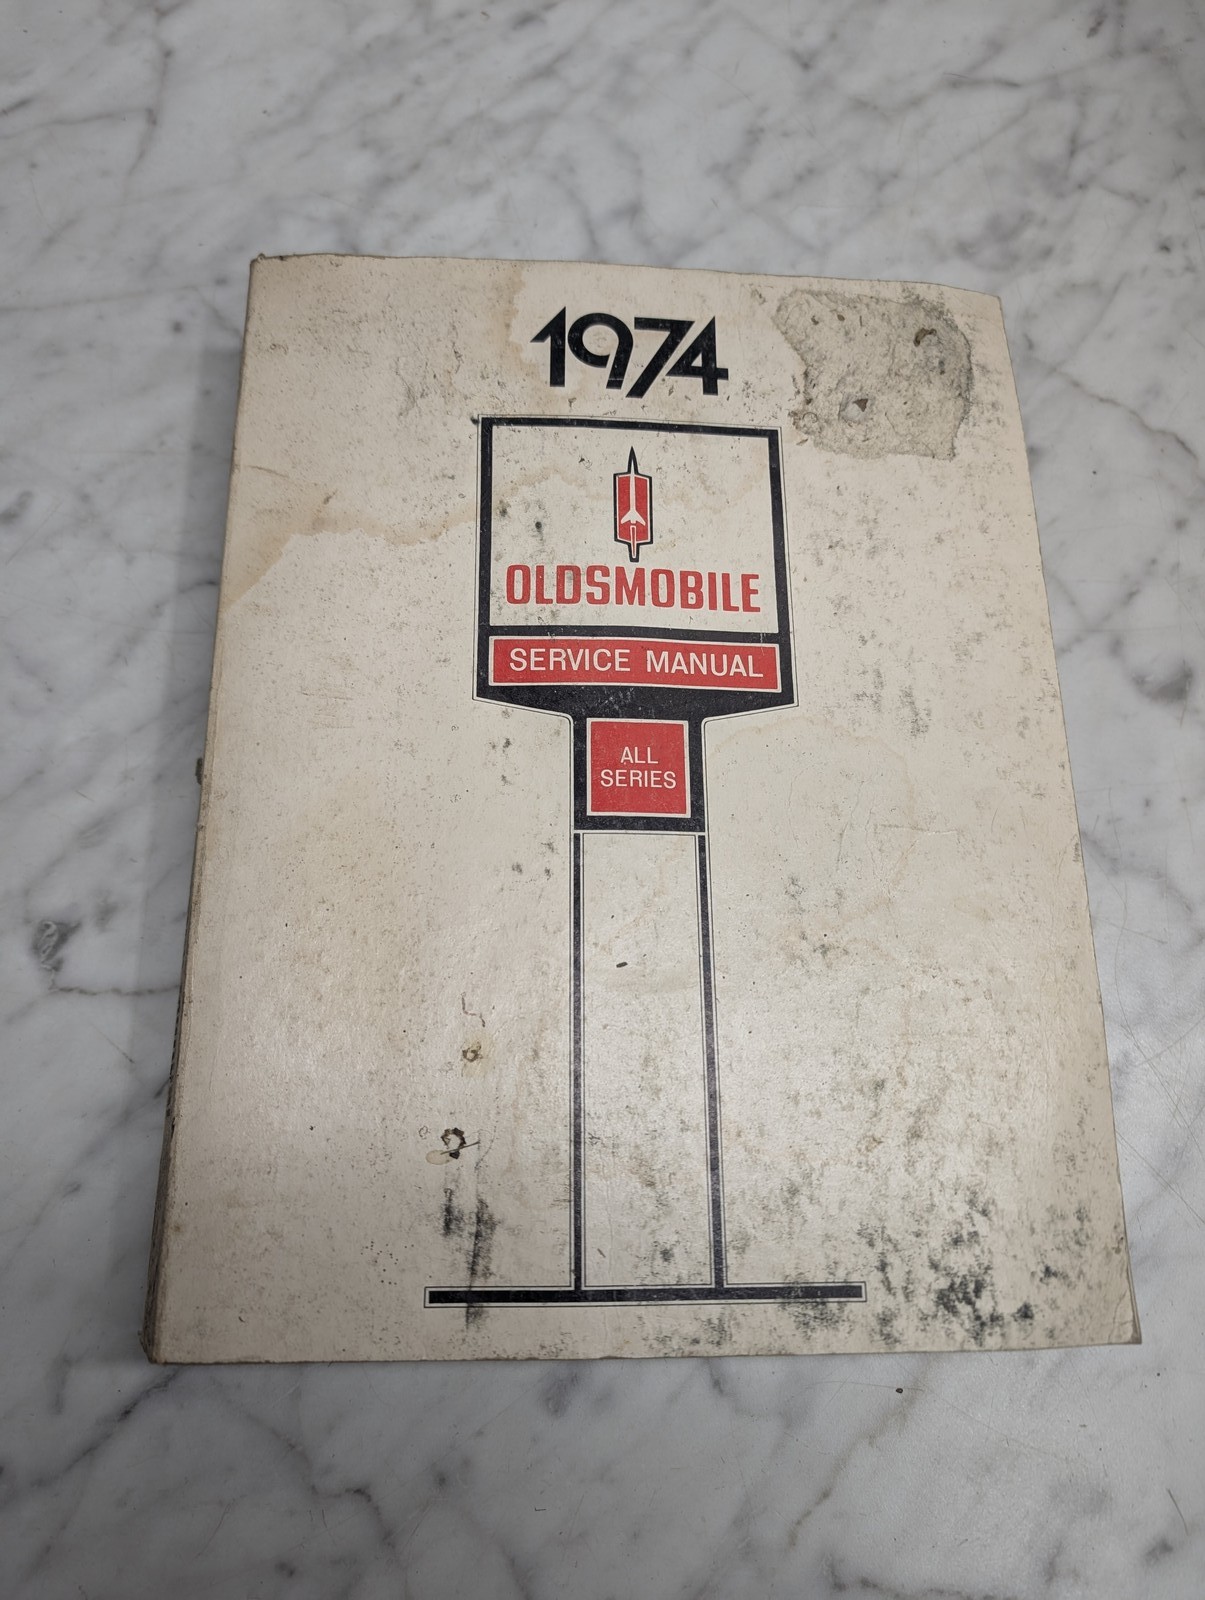 1974
OLDSMOBILE
SERVICE MANUAL
ALL
SERIES